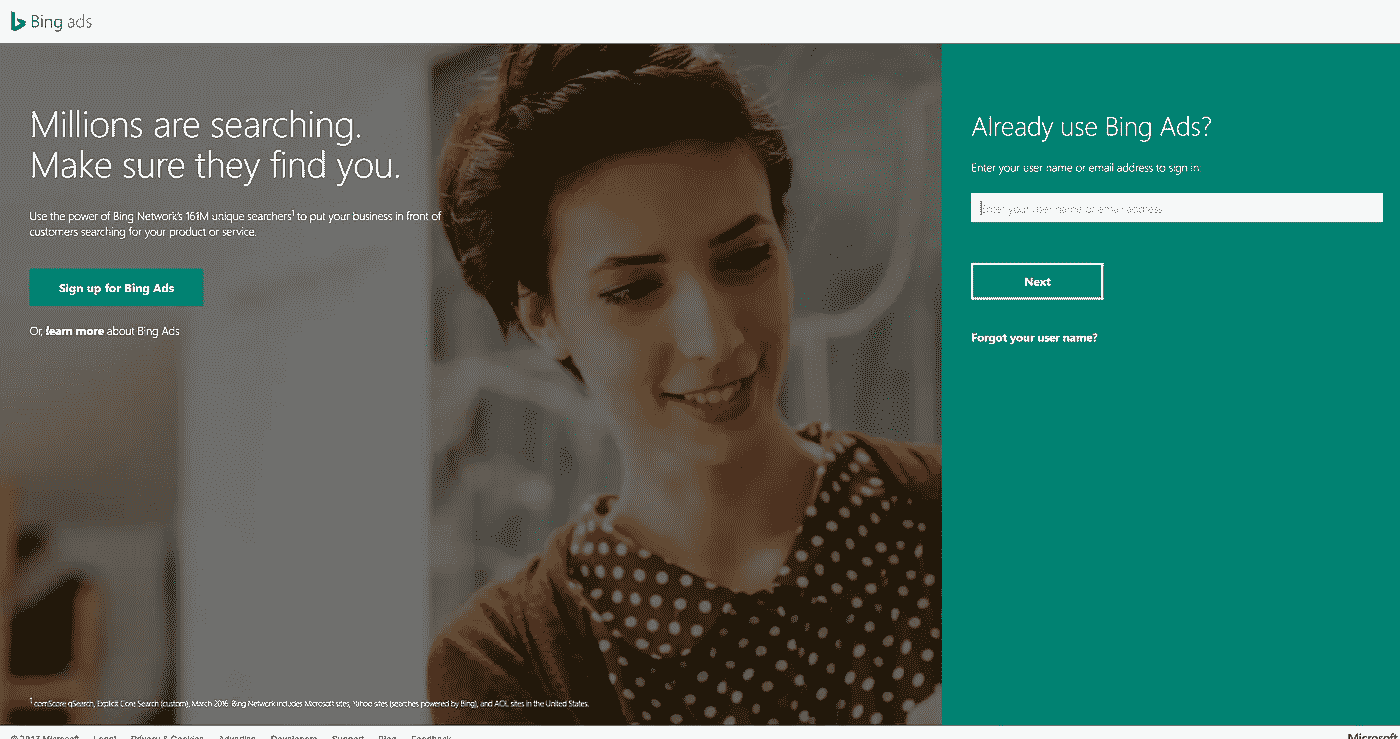 Bing ads
Millions are searching.
Make sure they find you.
Use the power of Bing Network's 161M unique searchers1 to put your business in front of
customers searching for your product or service.
Sign up for Bing Ads
Or, learn more about Bing Ads
1 comScore qSearch, Explicit Core Search (custom), March 2016. Bing Network includes Microsoft sites, Yahoo sites (searches powered by Bing), and AOL sites in the United States.
Already use Bing Ads?
Enter your user name or email address to sign in.
Enter your user name or email address
Next
Forgot your user name?
© 2017 Microsoft Legal Privacy & Cookies Advertise Developers Support Blog Feedback Microsoft